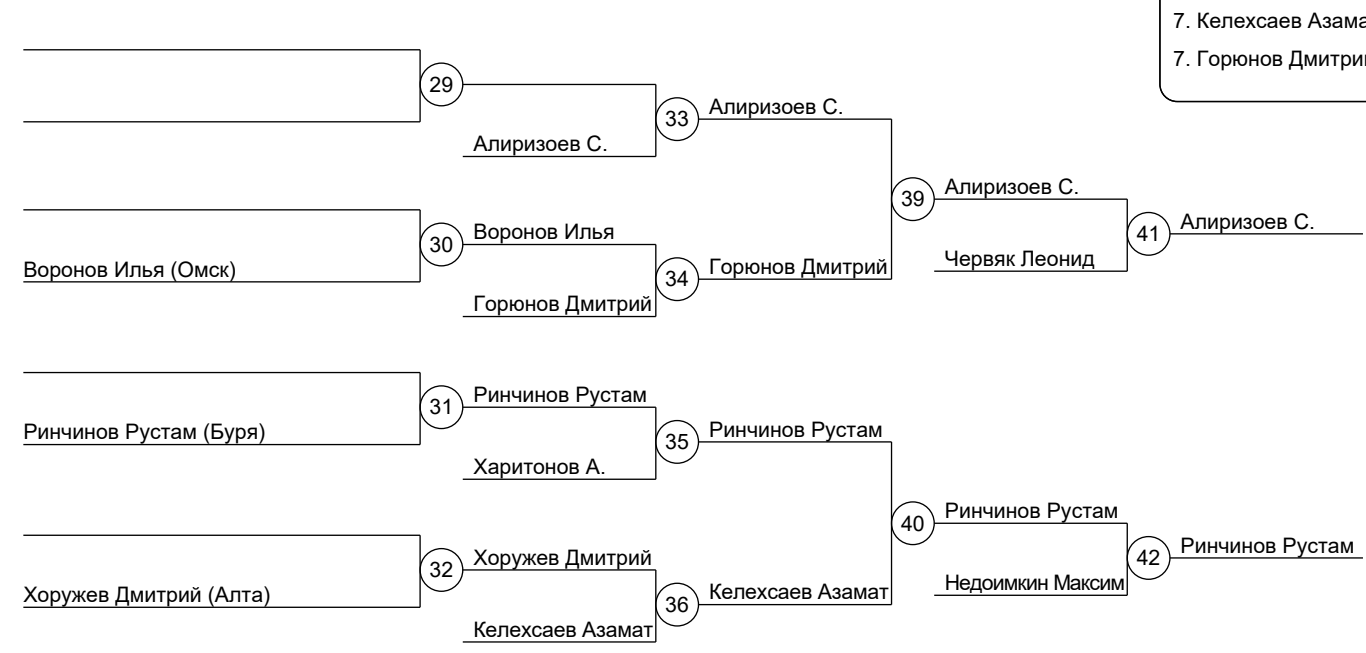 7. Келехсаев Азама
7. Горюнов Дмитрий
29
33
Алиризоев С.
Алиризоев С.
39
Алиризоев С.
41
Алиризоев С.
30
Воронов Илья
Воронов Илья (Омск)
34
Горюнов Дмитрий
Червяк Леонид
Горюнов Дмитрий
31
Ринчинов Рустам
Ринчинов Рустам (Буря)
35
Ринчинов Рустам
Харитонов А.
40
Ринчинов Рустам
42
Ринчинов Рустам
32
Хоружев Дмитрий
Недоимкин Максим
Хоружев Дмитрий (Алта)
36
Келехсаев Азамат
Келехсаев Азамат